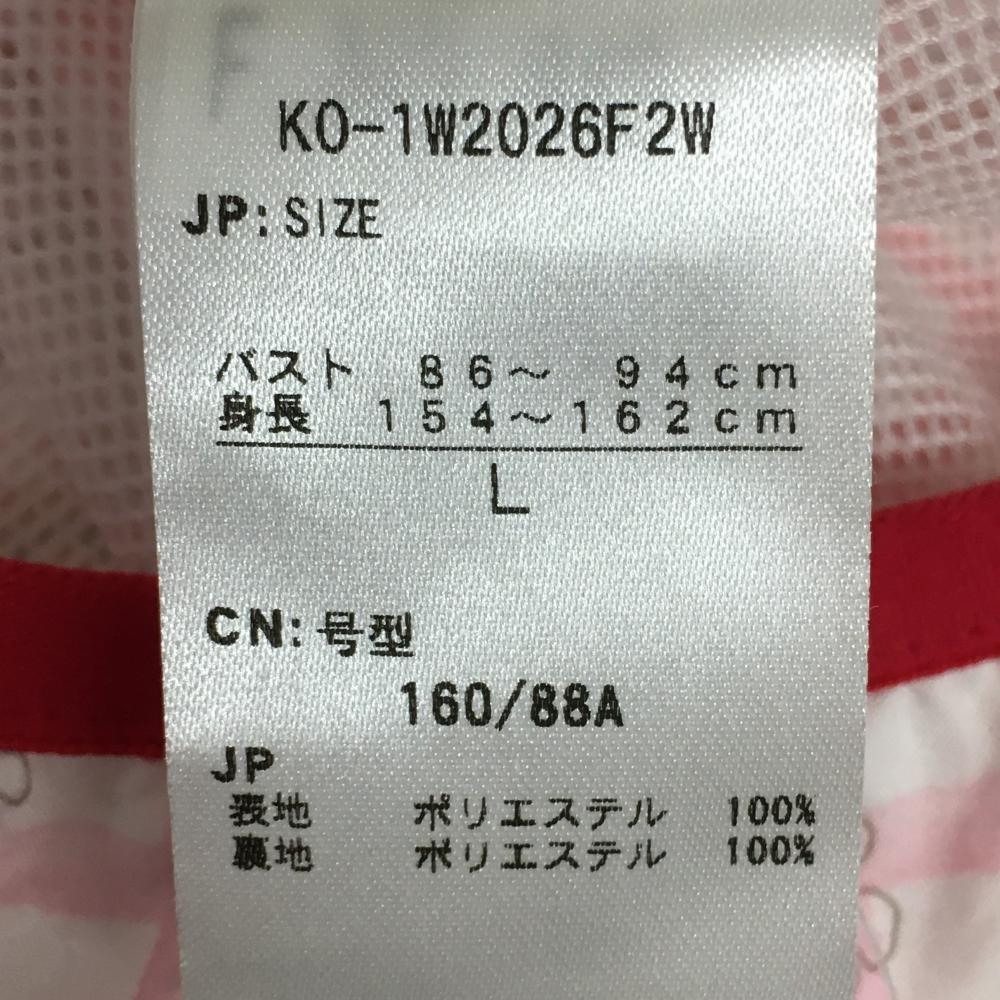 KO-1W2026F2W
JP: SIZE
バスト 86～ 94cm
身長 154～162cm
L
CN: 号型
160/88A
JP
表地 ポリエステル 100%
裏地 ポリエステル 100%